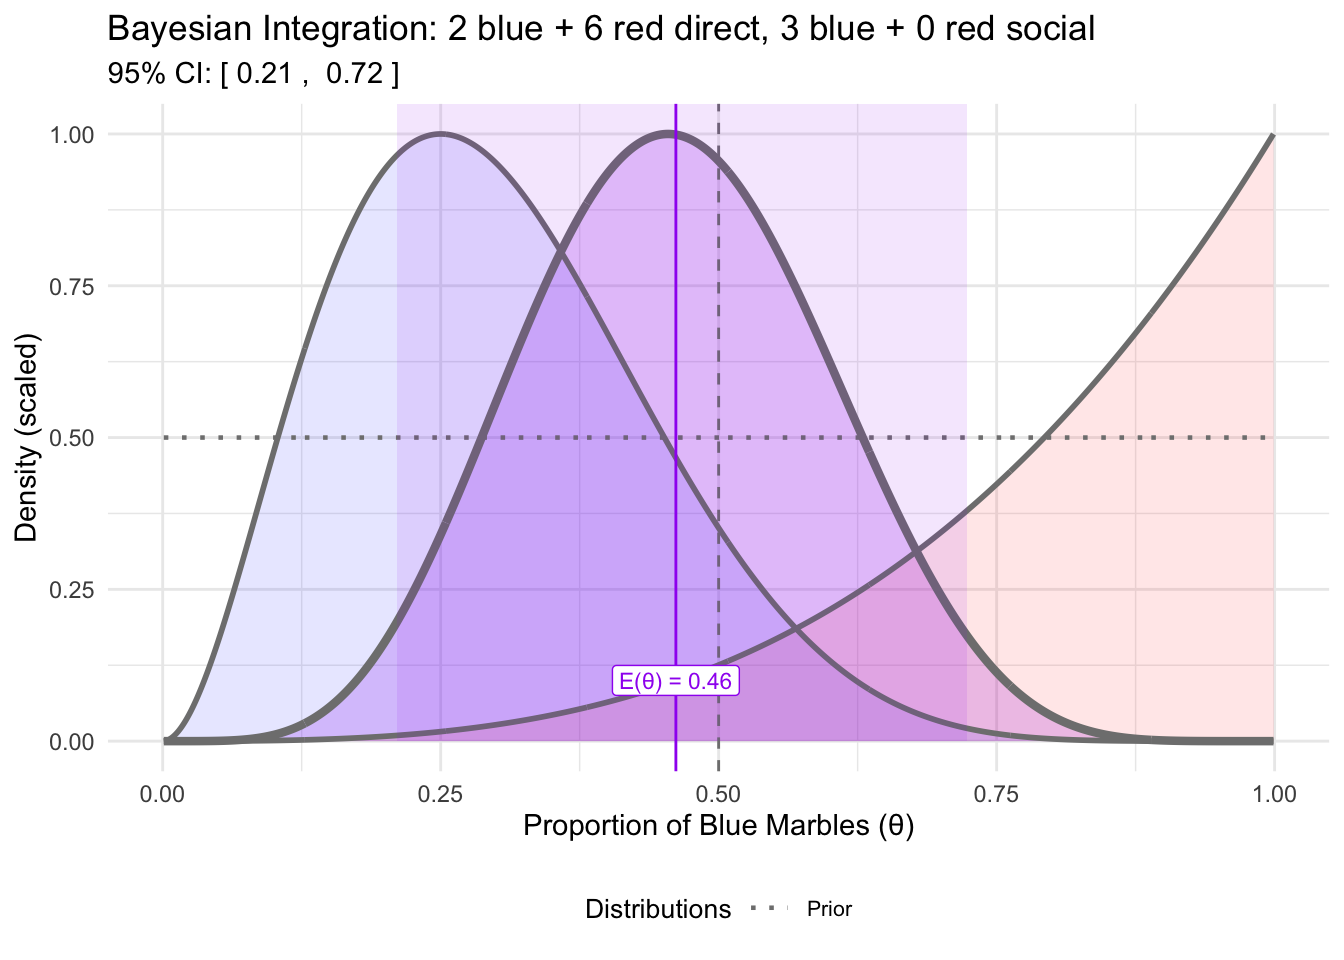 Bayesian Integration: 2 blue + 6 red direct, 3 blue + 0 red social
95% CI: [ 0.21 ,  0.72 ]
Density (scaled)
1.00
0.75
0.50
0.25
0.00
E(θ) = 0.46
0.00 0.25 0.50 0.75 1.00
Proportion of Blue Marbles (θ)
Distributions Prior